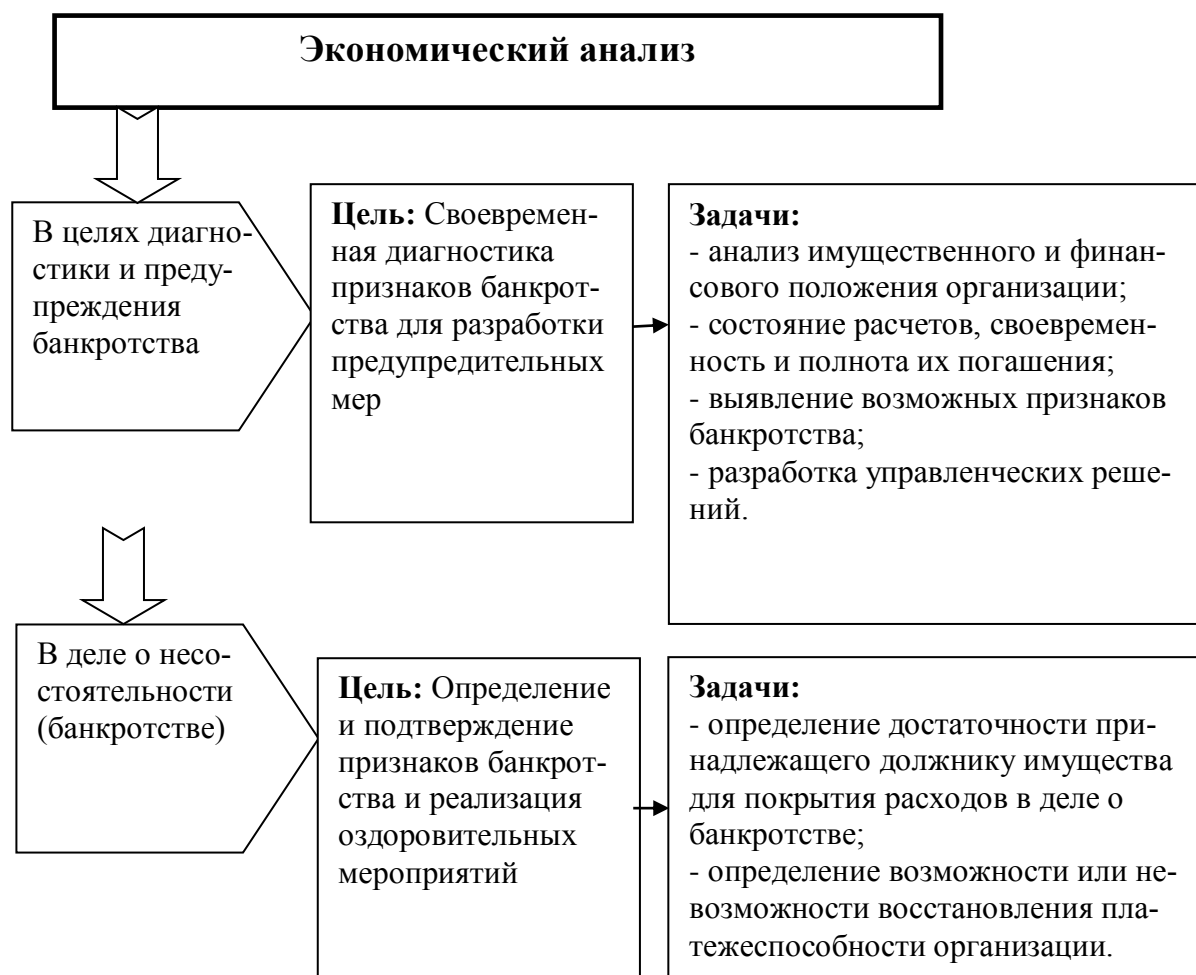 Экономический анализ
В целях диагно-
стики и преду-
преждения
банкротства
Цель: Своевремен-
ная диагностика
признаков банкрот-
ства для разработки
предупредительных
мер
Задачи:
- анализ имущественного и финан-
сового положения организации;
- состояние расчетов, своевремен-
ность и полнота их погашения;
- выявление возможных признаков
банкротства;
- разработка управленческих реше-
ний.
В деле о несо-
стоятельности
(банкротстве)
Цель: Определение
и подтверждение
признаков банкрот-
ства и реализация
оздоровительных
мероприятий
Задачи:
- определение достаточности при-
надлежащего должнику имущества
для покрытия расходов в деле о
банкротстве;
- определение возможности или не-
возможности восстановления пла-
тежеспособности организации.